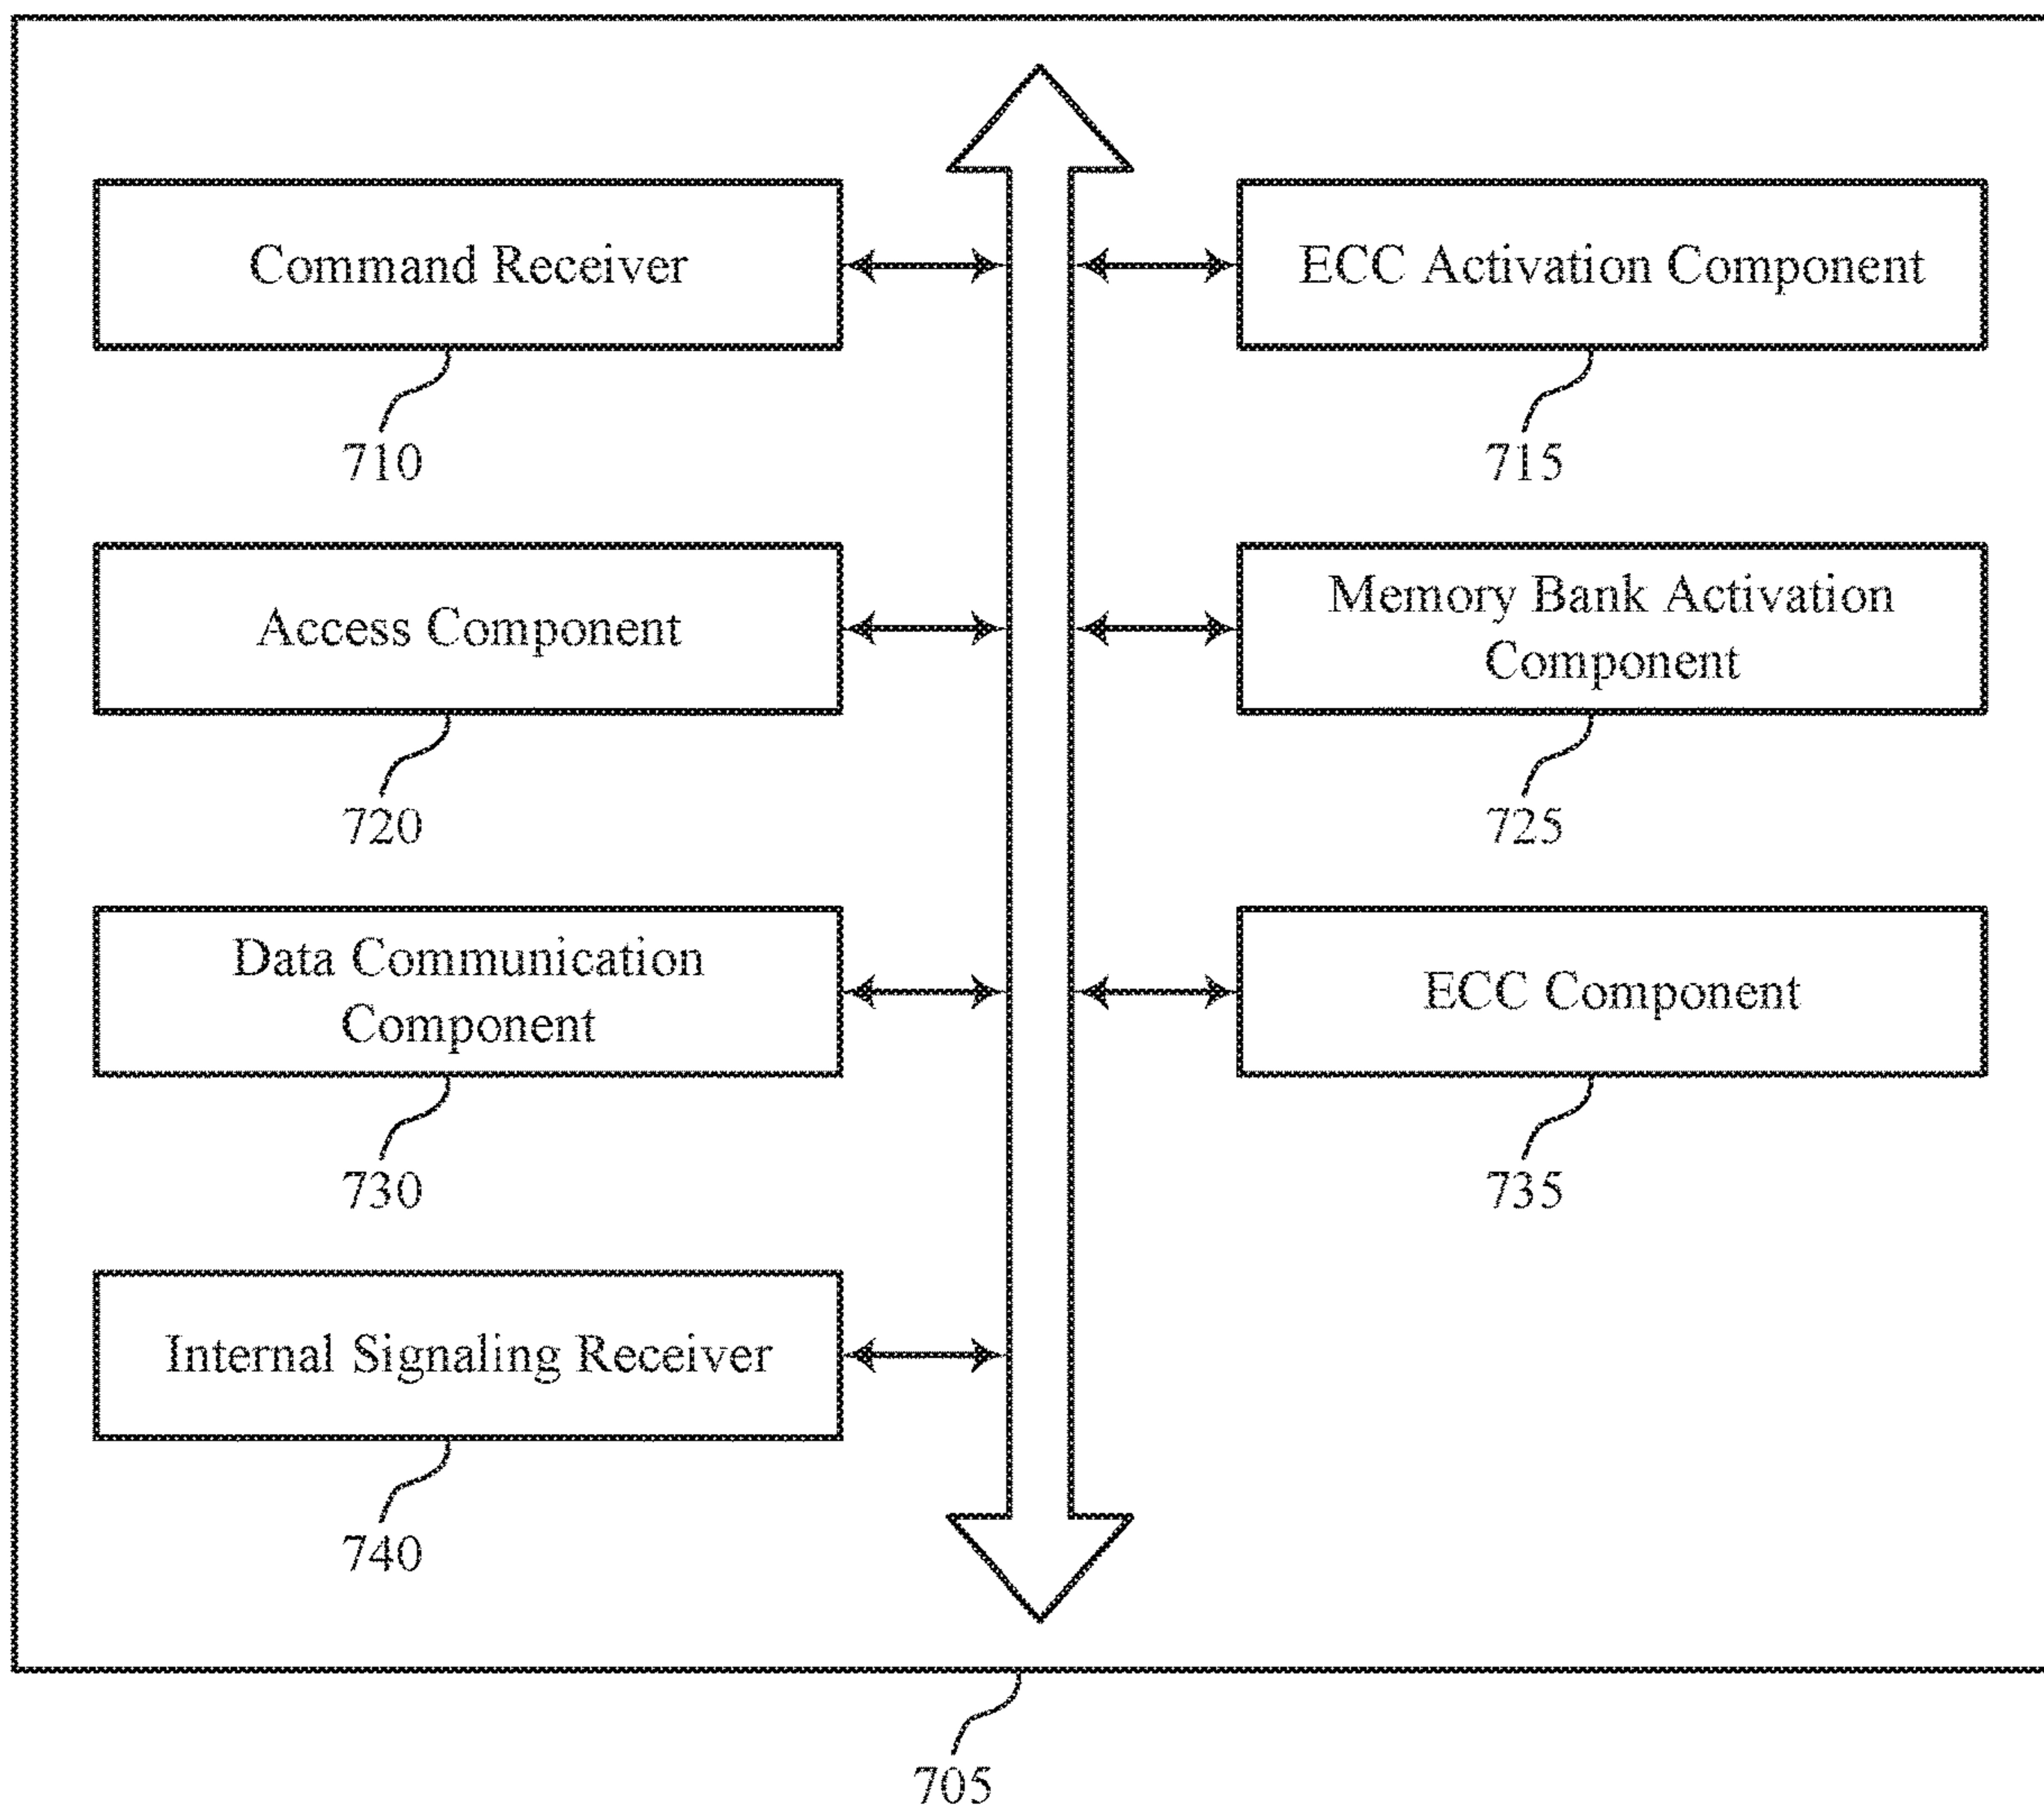 Command Receiver
ECC Activation Component
710
715
Access Component
Memory Bank Activation
Component
720
725
Data Communication
Component
ECC Component
730
735
Internal Signaling Receiver
740
705